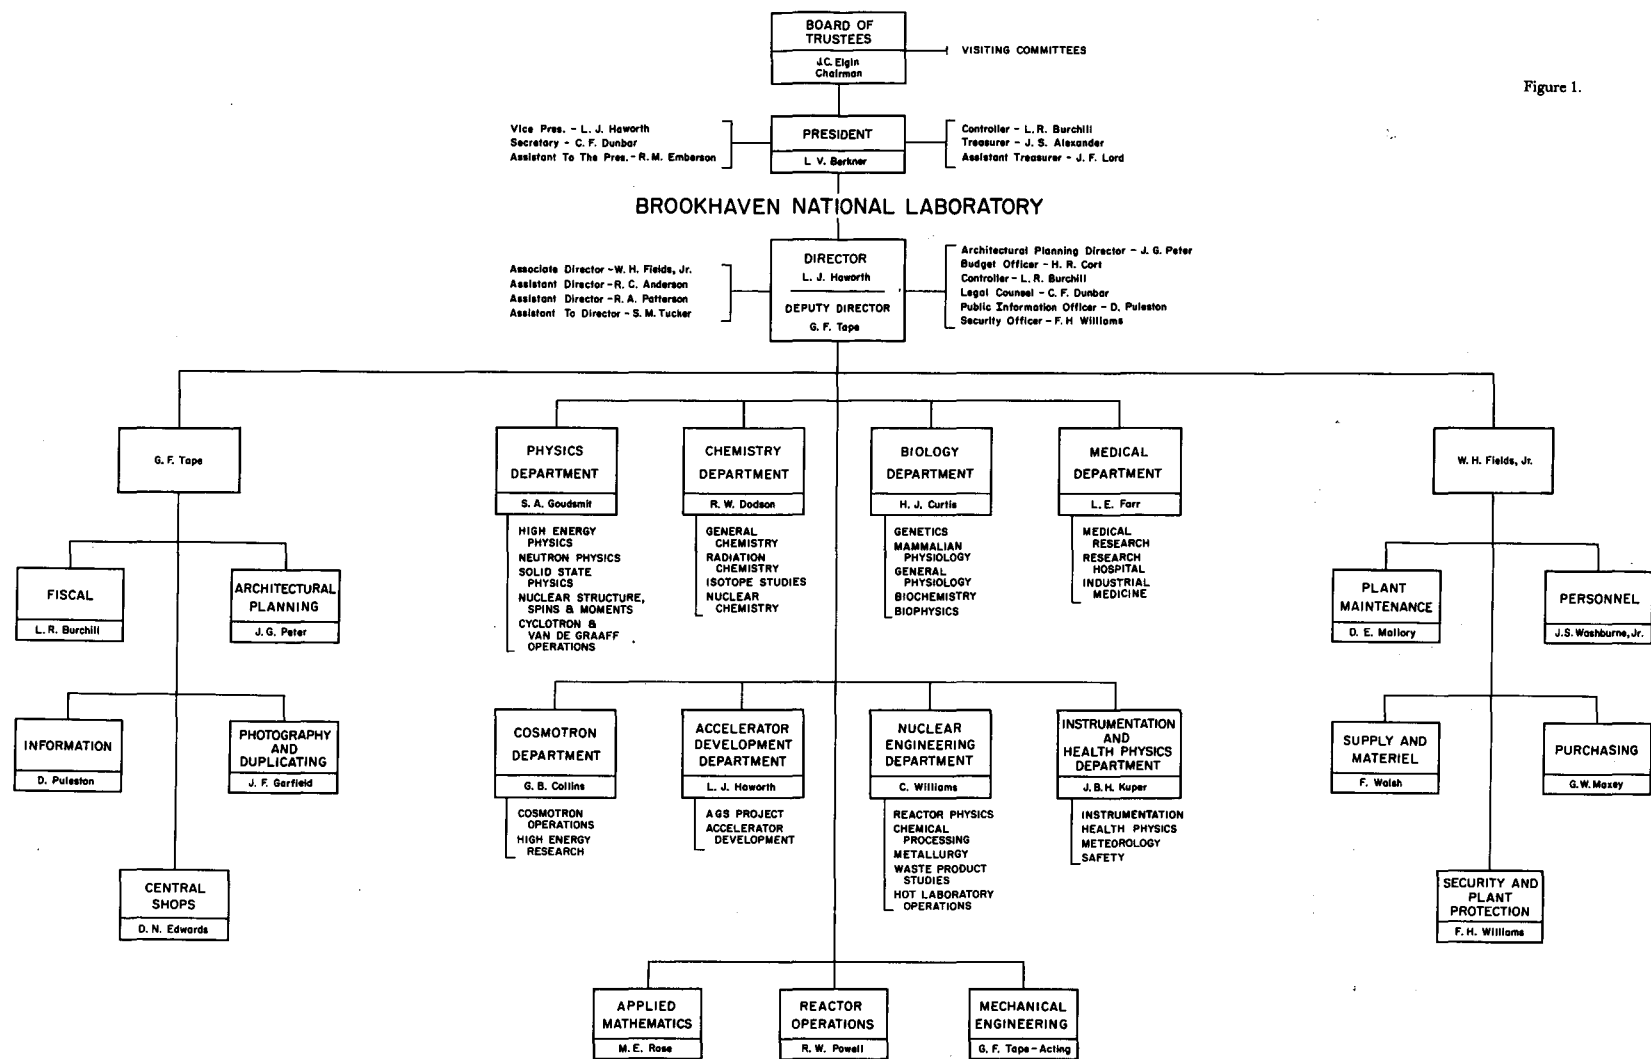 BOARD OF
TRUSTEES
J.C. Elgin
Chairman
VISITING COMMITTEES
Figure 1.
Vice Pres. – L. J. Haworth
Secretary – C. F. Dunbar
Assistant To The Pres. – R. M. Emberson
PRESIDENT
L. V. Berkner
Controller – L. R. Burchill
Treasurer – J. S. Alexander
Assistant Treasurer – J. F. Lord
BROOKHAVEN NATIONAL LABORATORY
Associate Director – W. H. Fields, Jr.
Assistant Director – R. C. Anderson
Assistant Director – R. A. Patterson
Assistant To Director – S. M. Tucker
DIRECTOR
L. J. Haworth
DEPUTY DIRECTOR
G. F. Tape
Architectural Planning Director – J. G. Peter
Budget Officer – H. R. Cort
Controller – L. R. Burchill
Legal Counsel – C. F. Dunbar
Public Information Officer – D. Puleston
Security Officer – F. H Williams
G. F. Tape
PHYSICS
DEPARTMENT
S. A. Goudsmit
HIGH ENERGY
PHYSICS
NEUTRON PHYSICS
SOLID STATE
PHYSICS
NUCLEAR STRUCTURE,
SPINS & MOMENTS
CYCLOTRON &
VAN DE GRAAFF
OPERATIONS
CHEMISTRY
DEPARTMENT
R. W. Dodson
GENERAL
CHEMISTRY
RADIATION
CHEMISTRY
ISOTOPE STUDIES
NUCLEAR
CHEMISTRY
BIOLOGY
DEPARTMENT
H. J. Curtis
GENETICS
MAMMALIAN
PHYSIOLOGY
GENERAL
PHYSIOLOGY
BIOCHEMISTRY
BIOPHYSICS
MEDICAL
DEPARTMENT
L. E. Farr
MEDICAL
RESEARCH
RESEARCH
HOSPITAL
INDUSTRIAL
MEDICINE
W. H. Fields, Jr.
FISCAL
L. R. Burchill
ARCHITECTURAL
PLANNING
J. G. Peter
PLANT
MAINTENANCE
D. E. Mallory
PERSONNEL
J. S. Washburne, Jr.
INFORMATION
D. Puleston
PHOTOGRAPHY
AND
DUPLICATING
J. F. Garfield
COSMOTRON
DEPARTMENT
G. B. Collins
COSMOTRON
OPERATIONS
HIGH ENERGY
RESEARCH
ACCELERATOR
DEVELOPMENT
DEPARTMENT
L. J. Haworth
AGS PROJECT
ACCELERATOR
DEVELOPMENT
NUCLEAR
ENGINEERING
DEPARTMENT
C. Williams
REACTOR PHYSICS
CHEMICAL
PROCESSING
METALLURGY
WASTE PRODUCT
STUDIES
HOT LABORATORY
OPERATIONS
INSTRUMENTATION
AND
HEALTH PHYSICS
DEPARTMENT
J. B. H. Kuper
INSTRUMENTATION
HEALTH PHYSICS
METEOROLOGY
SAFETY
SUPPLY AND
MATERIEL
F. Walsh
PURCHASING
G. W. Maxey
CENTRAL
SHOPS
D. N. Edwards
SECURITY AND
PLANT
PROTECTION
F. H. Williams
APPLIED
MATHEMATICS
M. E. Rose
REACTOR
OPERATIONS
R. W. Powell
MECHANICAL
ENGINEERING
G. F. Tape – Acting